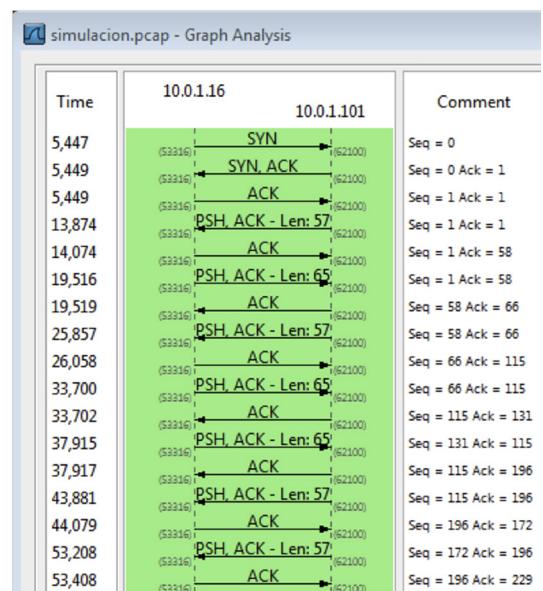 simulacion.pcap - Graph Analysis
Time 10.0.1.16 10.0.1.101 Comment
5,447 SYN (53316) (62100) Seq = 0
5,449 SYN, ACK (53316) (62100) Seq = 0 Ack = 1
5,449 ACK (53316) (62100) Seq = 1 Ack = 1
13,874 PSH, ACK - Len: 57 (53316) (62100) Seq = 1 Ack = 1
14,074 ACK (53316) (62100) Seq = 1 Ack = 58
19,516 PSH, ACK - Len: 65 (53316) (62100) Seq = 1 Ack = 58
19,519 ACK (53316) (62100) Seq = 58 Ack = 66
25,857 PSH, ACK - Len: 57 (53316) (62100) Seq = 58 Ack = 66
26,058 ACK (53316) (62100) Seq = 66 Ack = 115
33,700 PSH, ACK - Len: 65 (53316) (62100) Seq = 66 Ack = 115
33,702 ACK (53316) (62100) Seq = 115 Ack = 131
37,915 PSH, ACK - Len: 65 (53316) (62100) Seq = 131 Ack = 115
37,917 ACK (53316) (62100) Seq = 115 Ack = 196
43,881 PSH, ACK - Len: 57 (53316) (62100) Seq = 115 Ack = 196
44,079 ACK (53316) (62100) Seq = 196 Ack = 172
53,208 PSH, ACK - Len: 57 (53316) (62100) Seq = 172 Ack = 196
53,408 ACK (53316) (62100) Seq = 196 Ack = 229